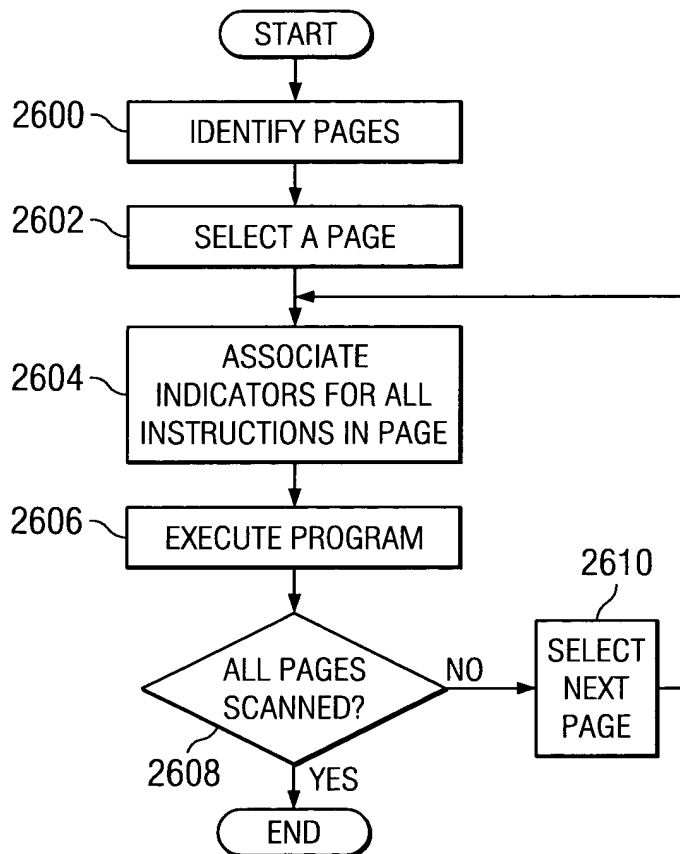 START
2600
IDENTIFY PAGES
2602
SELECT A PAGE
2604
ASSOCIATE
INDICATORS FOR ALL
INSTRUCTIONS IN PAGE
2606
EXECUTE PROGRAM
2608
ALL PAGES
SCANNED?
NO
2610
SELECT
NEXT
PAGE
YES
END